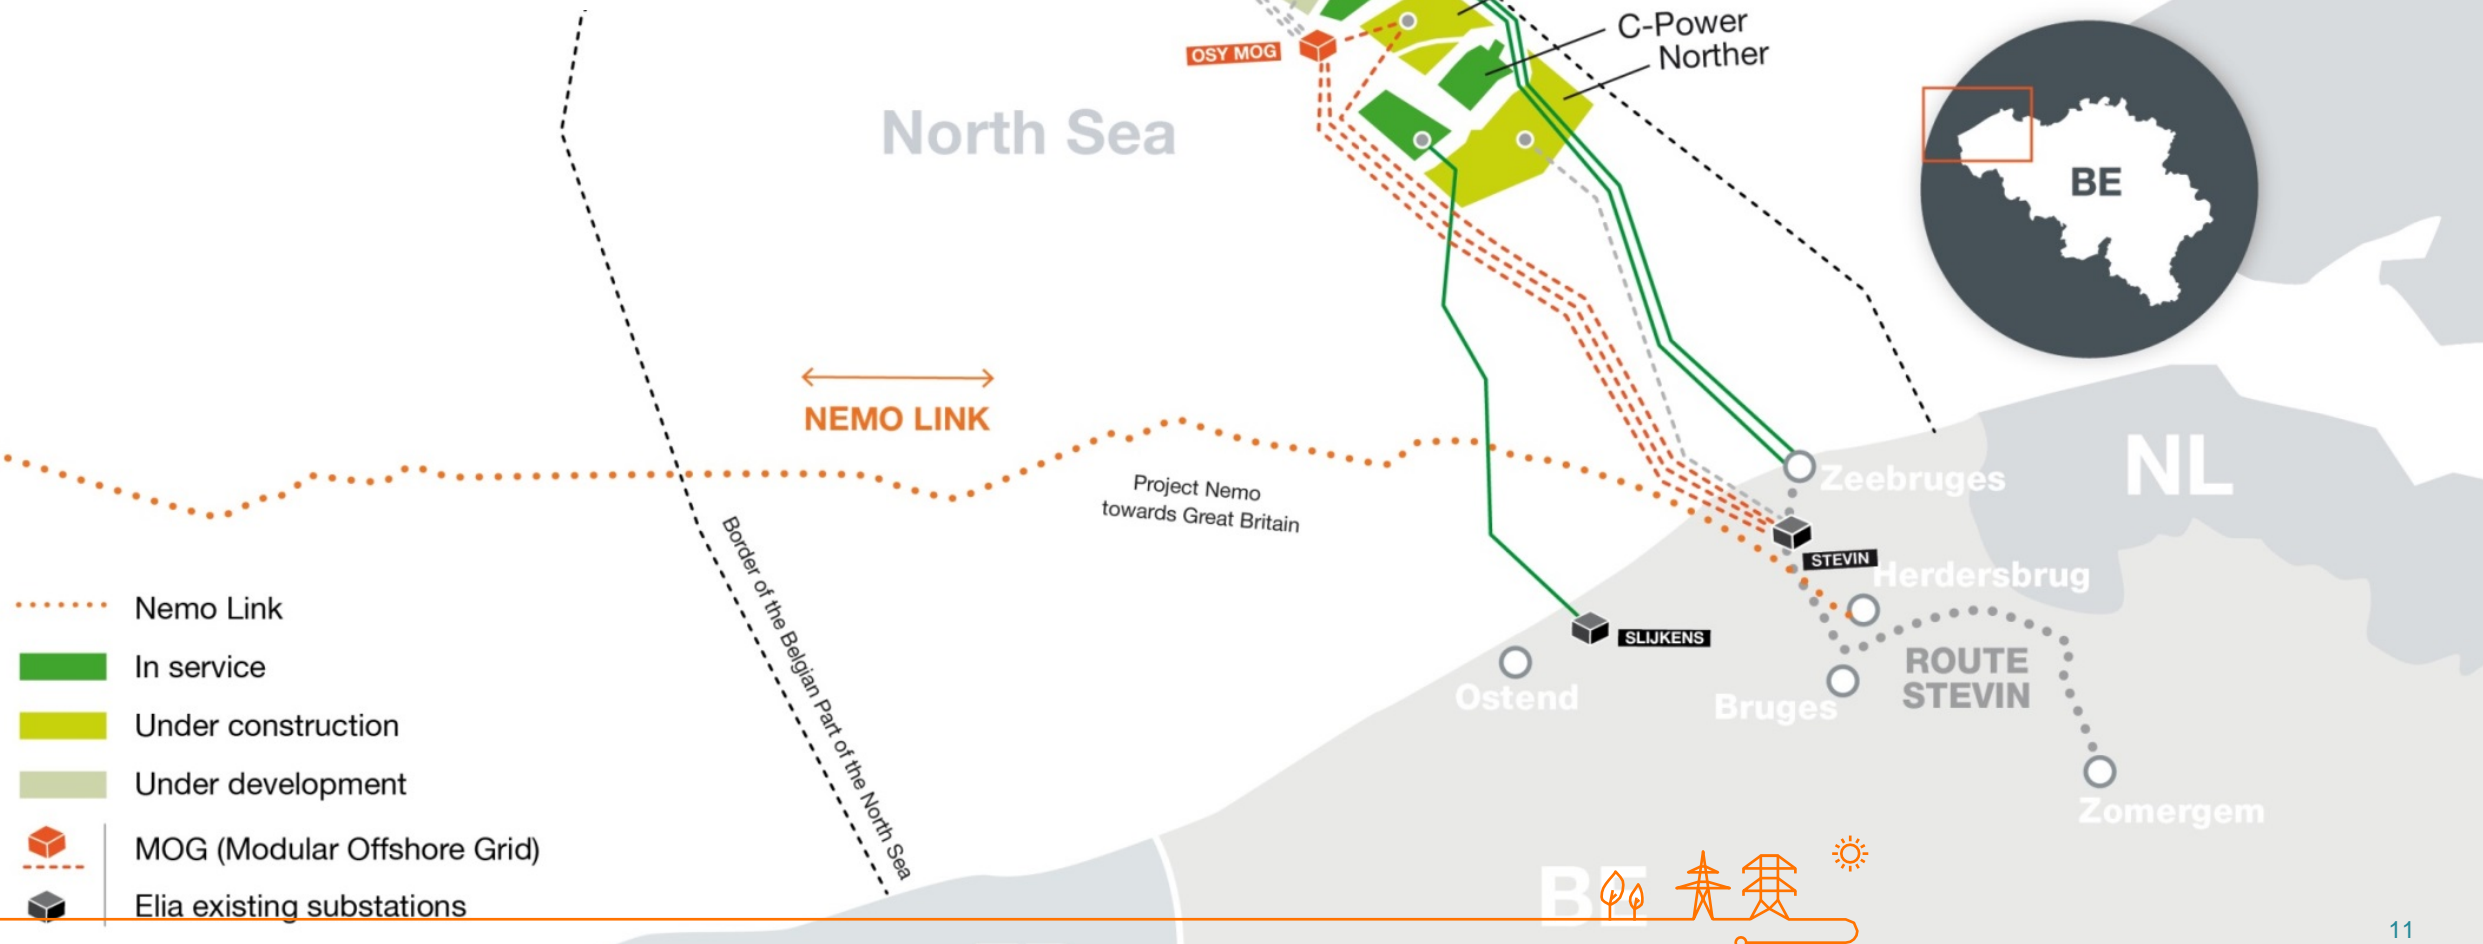 C-Power
Norther
OSY MOG
North Sea
BE
NEMO LINK
Project Nemo
towards Great Britain
Border of the Belgian Part of the North Sea
NL
Zeebruges
STEVIN
Herdersbrug
SLIJKENS
ROUTE
STEVIN
Ostend
Bruges
Zomergem
BE
Nemo Link
In service
Under construction
Under development
MOG (Modular Offshore Grid)
Elia existing substations
11